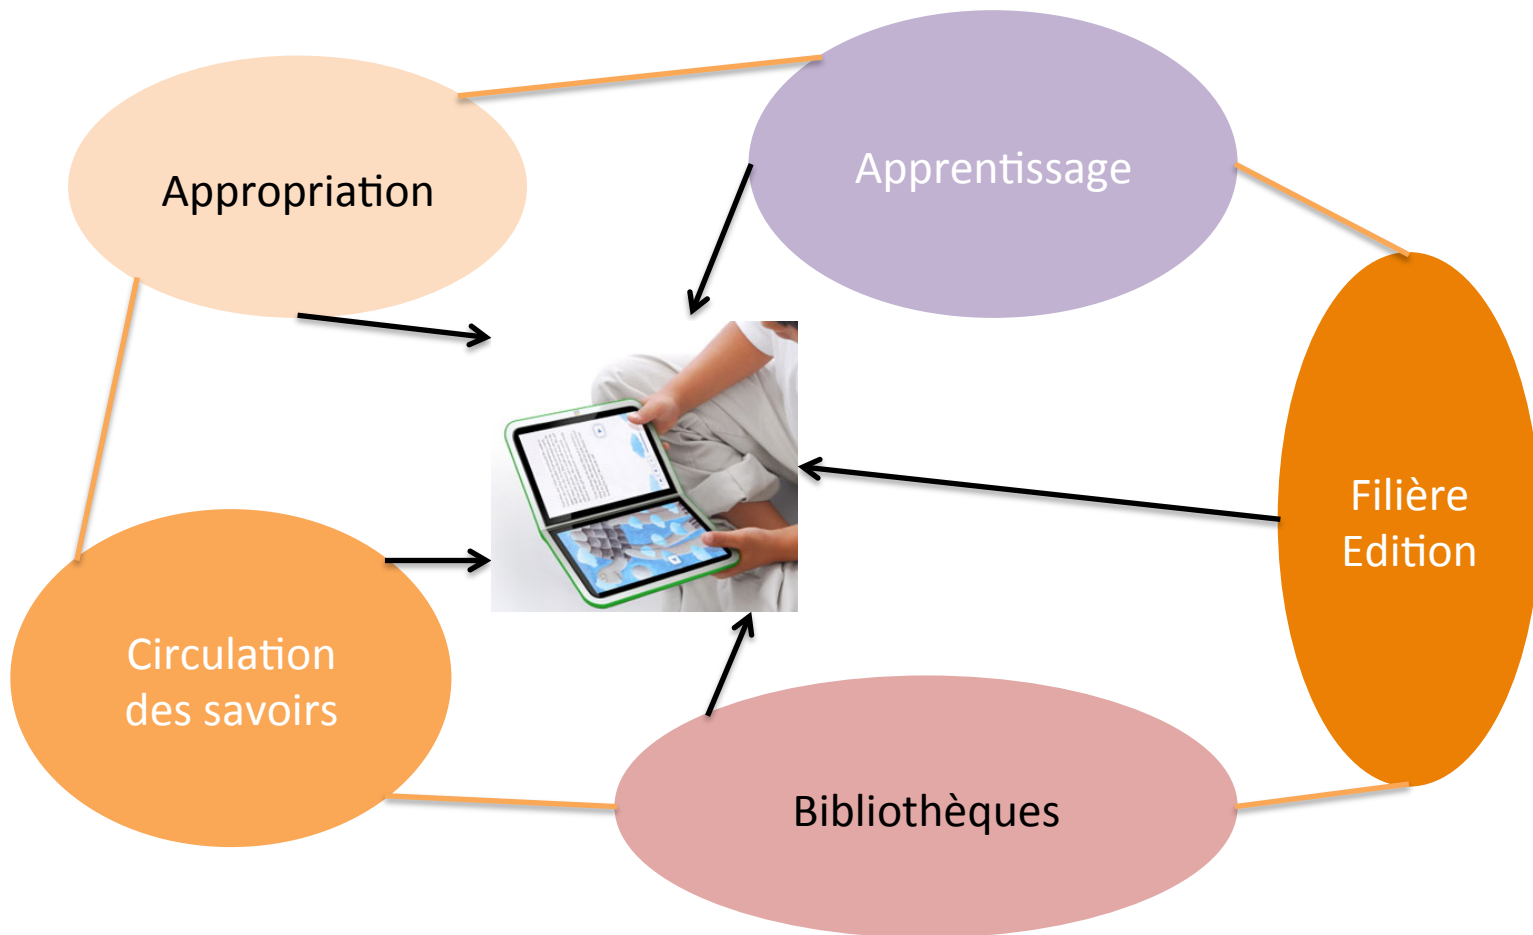 Appropriation
Apprentissage
Filière
Edition
Circulation
des savoirs
Bibliothèques